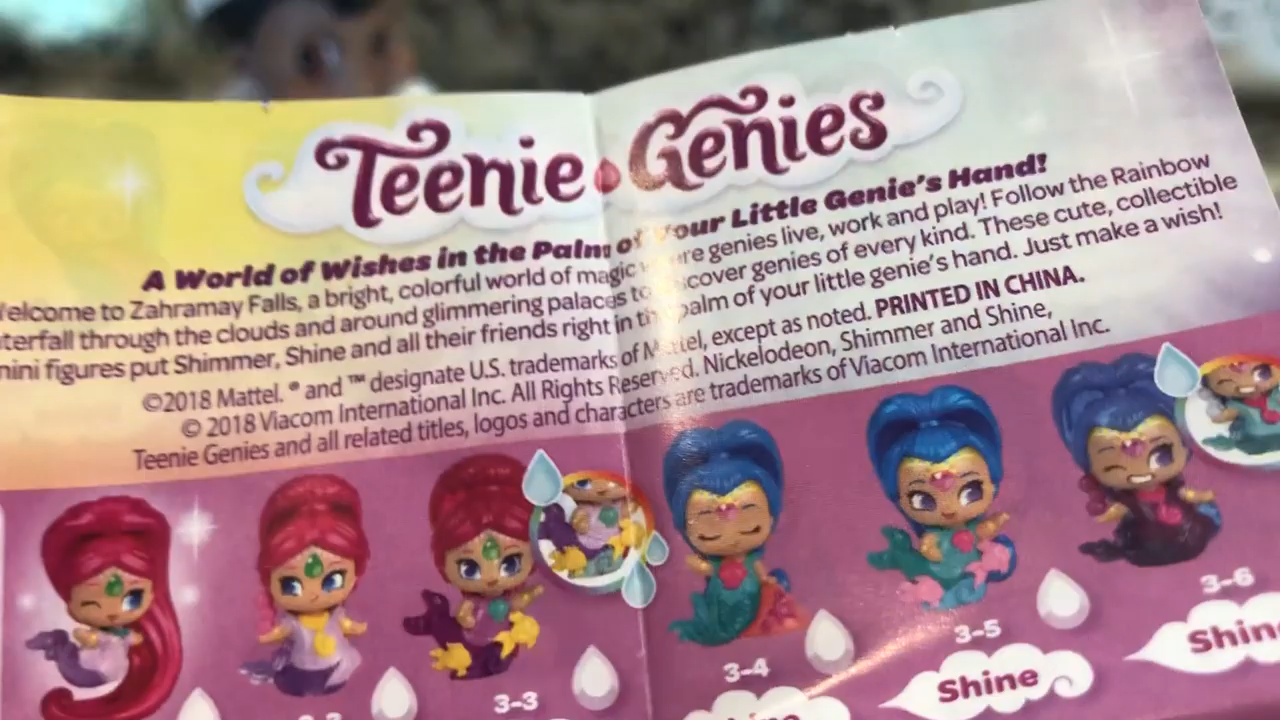 Teenie Genies
A World of Wishes in the Palm of Your Little Genie's Hand!
Welcome to Zahramay Falls, a bright, colorful world of magic where genies live, work and play! Follow the Rainbow
terfall through the clouds and around glimmering palaces to discover genies of every kind. These cute, collectible
mini figures put Shimmer, Shine and all their friends right in the palm of your little genie's hand. Just make a wish!
©2018 Mattel. ® and ™ designate U.S. trademarks of Mattel, except as noted. PRINTED IN CHINA.
© 2018 Viacom International Inc. All Rights Reserved. Nickelodeon, Shimmer and Shine,
Teenie Genies and all related titles, logos and characters are trademarks of Viacom International Inc.
3-3
3-4
3-5
3-6
Shine
Shine